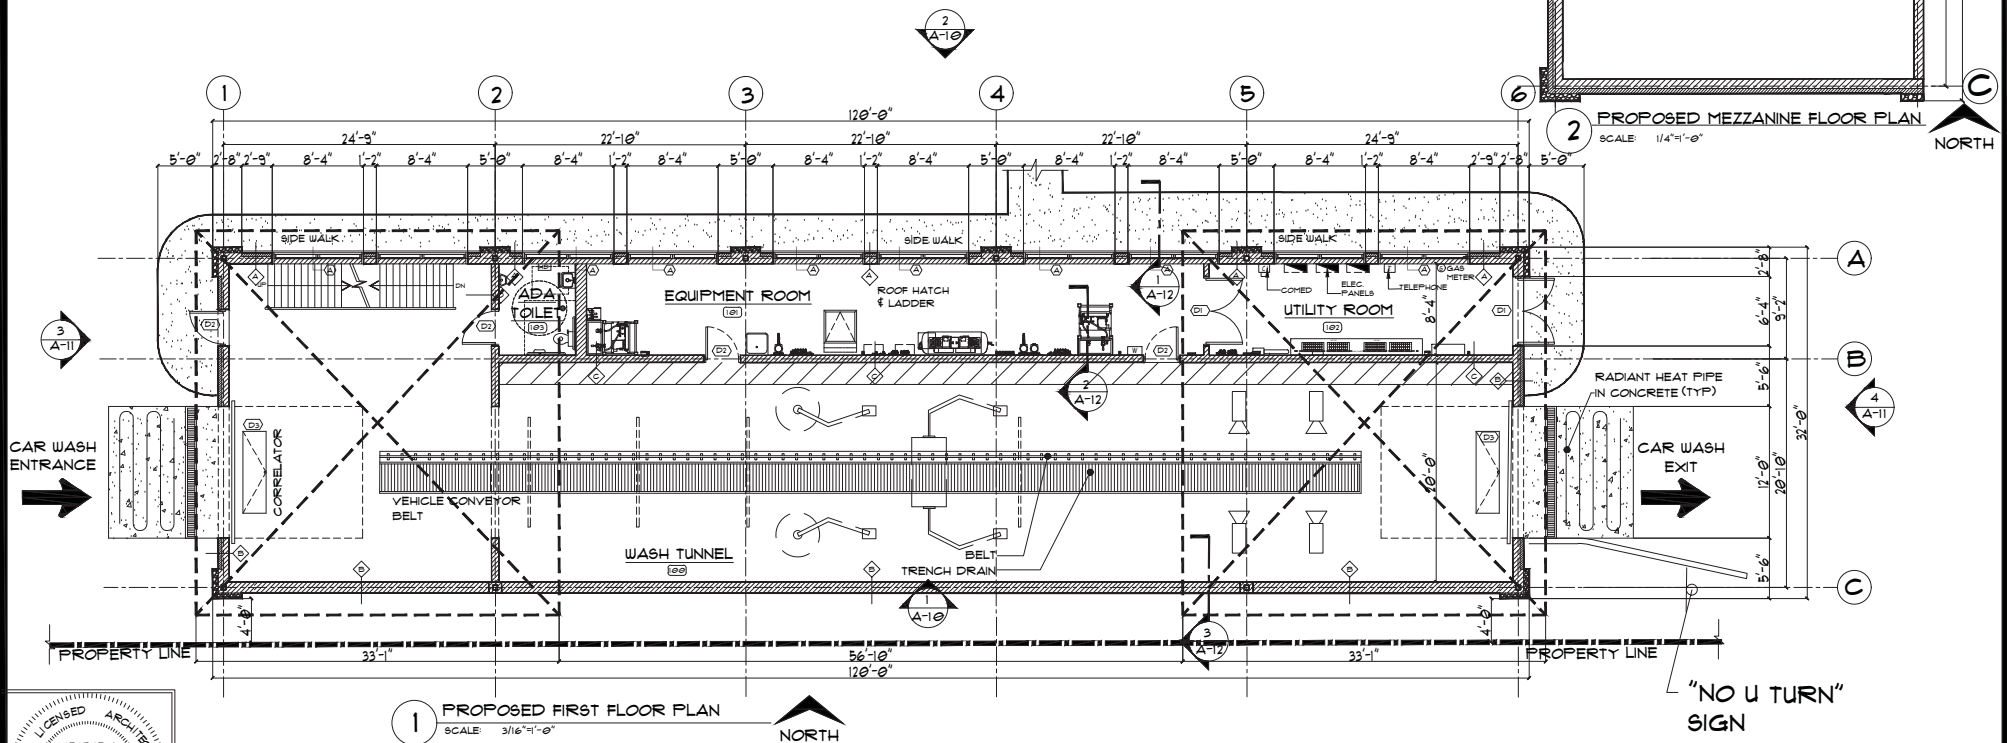 2
A-10
1
2
3
4
5
6
120'-0"
24'-9"
22'-10"
22'-10"
22'-10"
24'-9"
5'-0"
2'-8"
2'-9"
8'-4"
1'-2"
8'-4"
5'-0"
8'-4"
1'-2"
8'-4"
5'-0"
8'-4"
1'-2"
8'-4"
5'-0"
8'-4"
1'-2"
8'-4"
5'-0"
8'-4"
1'-2"
8'-4"
2'-9"
2'-8"
5'-0"
C
2
PROPOSED MEZZANINE FLOOR PLAN
SCALE: 1/4"=1'-0"
NORTH
SIDE WALK
SIDE WALK
SIDE WALK
A
A
A
A
A
A
A
A
A
A
A
UP
DN
ADA
TOILET
103
EQUIPMENT ROOM
101
ROOF HATCH
& LADDER
1
A-12
COMED
ELEC.
PANELS
TELEPHONE
GAS
METER
UTILITY ROOM
102
8'-4"
D1
D1
D2
D2
D2
D2
W
3
A-11
A
B
C
2'-8"
6'-4"
9'-2"
5'-6"
12'-0"
20'-10"
32'-0"
5'-6"
C
C
C
B
2
A-12
4
A-11
RADIANT HEAT PIPE
IN CONCRETE (TYP)
CAR WASH
ENTRANCE
D3
CORRELATOR
VEHICLE CONVEYOR
BELT
20'-0"
D3
CAR WASH
EXIT
WASH TUNNEL
100
BELT
TRENCH DRAIN
B
B
B
B
1
A-10
3
A-12
4'-0"
4'-0"
PROPERTY LINE
33'-1"
56'-10"
33'-1"
120'-0"
PROPERTY LINE
"NO U TURN"
SIGN
1
PROPOSED FIRST FLOOR PLAN
SCALE: 3/16"=1'-0"
NORTH
LICENSED